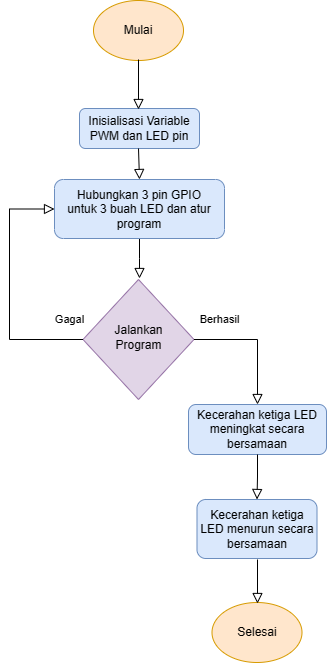 Mulai
Inisialisasi Variable
PWM dan LED pin
Hubungkan 3 pin GPIO
untuk 3 buah LED dan atur
program
Gagal
Jalankan
Program
Berhasil
Kecerahan ketiga LED
meningkat secara
bersamaan
Kecerahan ketiga
LED menurun secara
bersamaan
Selesai